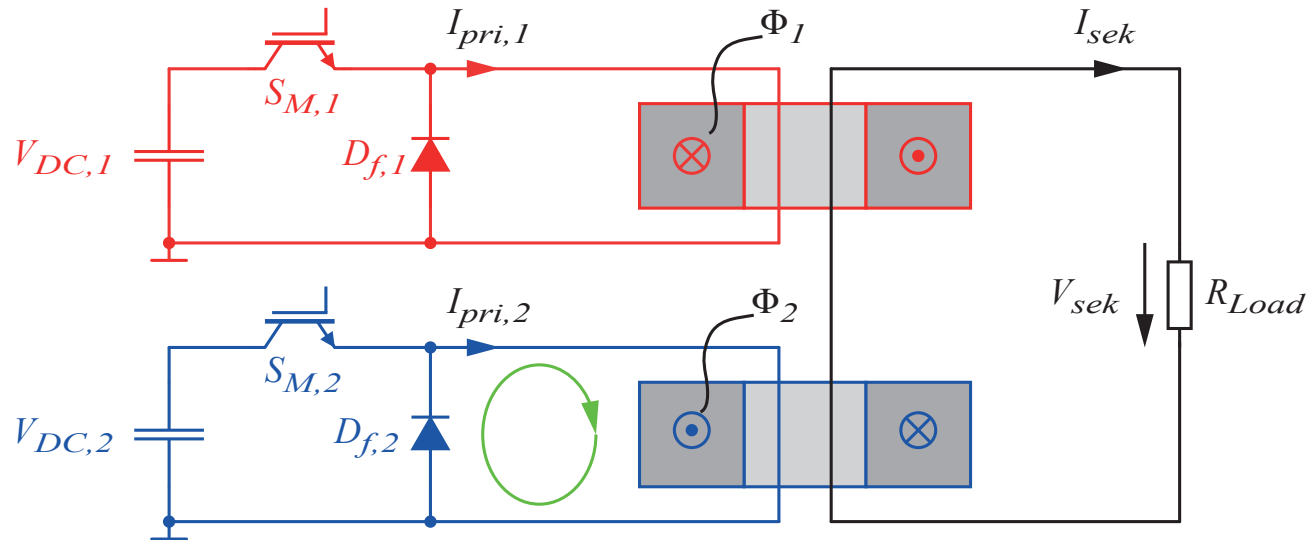 I_{pri,1}
Φ_1
I_{sek}
S_{M,1}
V_{DC,1}
D_{f,1}
I_{pri,2}
Φ_2
V_{sek}
R_{Load}
S_{M,2}
V_{DC,2}
D_{f,2}